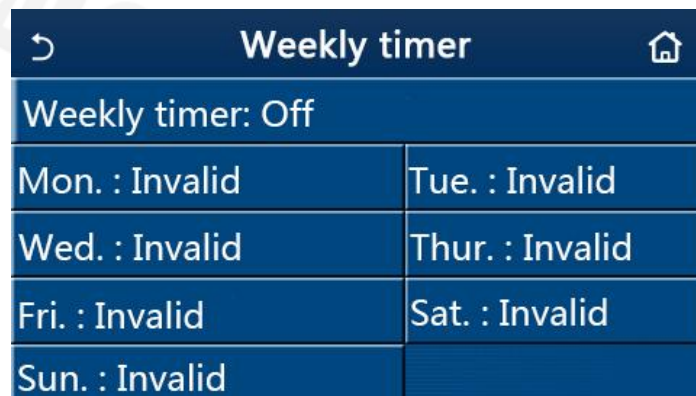 Weekly timer
Weekly timer: Off
Mon. : Invalid
Tue. : Invalid
Wed. : Invalid
Thur. : Invalid
Fri. : Invalid
Sat. : Invalid
Sun. : Invalid